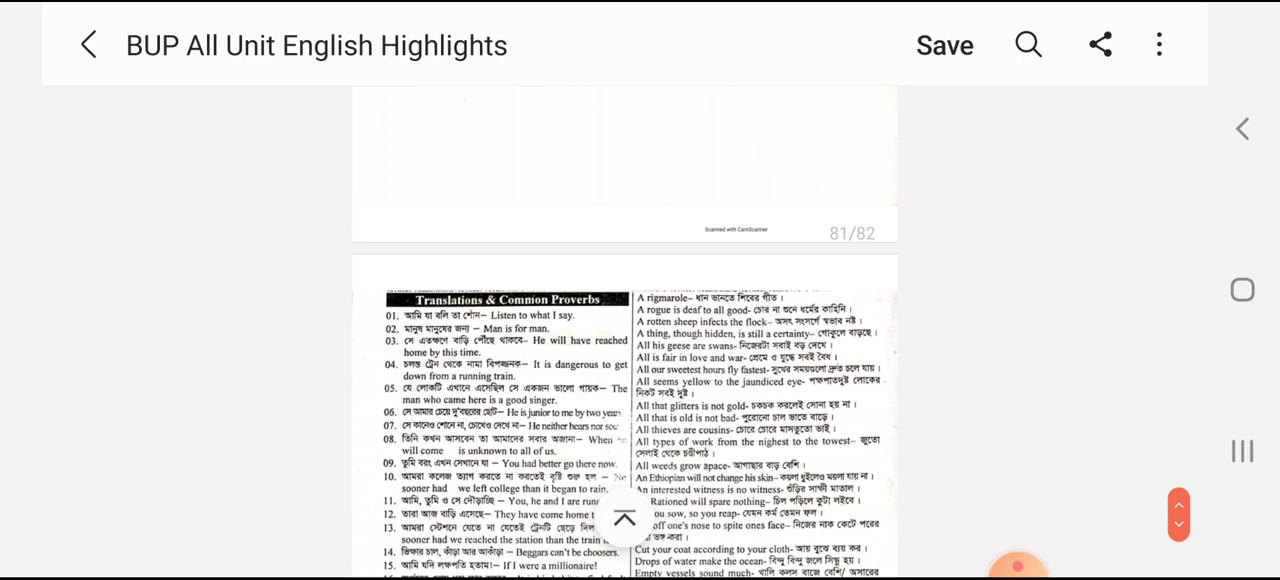 BUP All Unit English Highlights
Save
Scanned with CamScanner
81/82
Translations & Common Proverbs
01. আমি যা বলি তা শোন– Listen to what I say.
02. মানুষ মানুষের জন্য – Man is for man.
03. সে এতক্ষণে বাড়ি পৌঁছে থাকবে– He will have reached
home by this time.
04. চলন্ত ট্রেন থেকে নামা বিপজ্জনক– It is dangerous to get
down from a running train.
05. যে লোকটি এখানে এসেছিল সে একজন ভালো গায়ক– The
man who came here is a good singer.
06. সে আমার চেয়ে দু'বছরের ছোট– He is junior to me by two years.
07. সে কানেও শোনে না, চোখেও দেখে না– He neither hears nor
08. তিনি কখন আসবেন তা আমাদের সবার অজানা– When he
will come is unknown to all of us.
09. তুমি বরং এখন সেখানে যা – You had better go there now.
10. আমরা কলেজ ত্যাগ করতে না করতেই বৃষ্টি শুরু হল – No
sooner had we left college than it began to rain.
11. আমি, তুমি ও সে দৌড়াচ্ছি – You, he and I are
12. তারা আজ বাড়ি এসেছে– They have come home
13. আমরা স্টেশনে যেতে না যেতেই ট্রেনটি ছেড়ে দিল
sooner had we reached the station than the train
14. ভিক্ষার চাল, কাঁড়া আর আকাঁড়া – Beggars can't be choosers.
15. আমি যদি লক্ষপতি হতাম!– If I were a millionaire!
A rigmarole– ধান ভানতে শিবের গীত।
A rogue is deaf to all good- চোর না শুনে ধর্মের কাহিনি।
A rotten sheep infects the flock– অসৎ সংসর্গে স্বভাব নষ্ট।
A thing, though hidden, is still a certainty– গোকুলে বাড়ছে।
All his geese are swans- নিজেরটা সবাই বড় দেখে।
All is fair in love and war- প্রেমে ও যুদ্ধে সবই বৈধ।
All our sweetest hours fly fastest- সুখের সময়গুলো দ্রুত চলে যায়।
All seems yellow to the jaundiced eye- পক্ষপাতদুষ্ট লোকের
নিকট সবই দুষ্ট।
All that glitters is not gold- চকচক করলেই সোনা হয় না।
All that is old is not bad- পুরোনো চাল ভাতে বাড়ে।
All thieves are cousins- চোরে চোরে মাসতুতো ভাই।
All types of work from the nighest to the towest– জুতো
সেলাই থেকে চণ্ডীপাঠ।
All weeds grow apace- আগাছার বাড় বেশি।
An Ethiopian will not change his skin– কয়লা ধুইলেও ময়লা যায় না।
An interested witness is no witness- শুঁড়ির সাক্ষী মাতাল।
Rationed will spare nothing– চিল পড়িলে কুটা লইবে।
ou sow, so you reap- যেমন কর্ম তেমন ফল।
off one's nose to spite ones face– নিজের নাক কেটে পরের
ভঙ্গ করা।
Cut your coat according to your cloth- আয় বুঝে ব্যয় কর।
Drops of water make the ocean- বিন্দু বিন্দু জলে সিন্ধু হয়।
Empty vessels sound much- খালি কলস বাজে বেশি/ অসারের